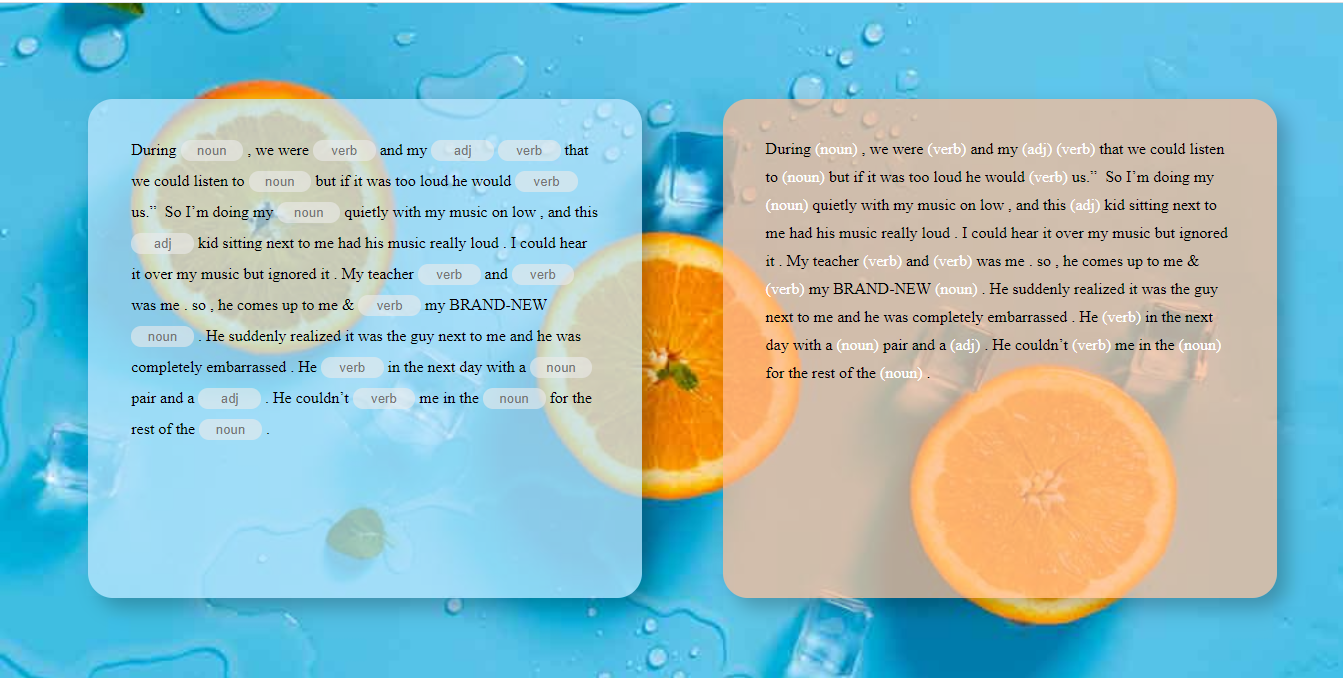 During noun , we were verb and my adj verb that
we could listen to noun but if it was too loud he would verb
us.” So I’m doing my noun quietly with my music on low , and this
adj kid sitting next to me had his music really loud . I could hear
it over my music but ignored it . My teacher verb and verb
was me . so , he comes up to me & verb my BRAND-NEW
noun . He suddenly realized it was the guy next to me and he was
completely embarrassed . He verb in the next day with a noun
pair and a adj . He couldn’t verb me in the noun for the
rest of the noun .
During (noun) , we were (verb) and my (adj) (verb) that we could listen
to (noun) but if it was too loud he would (verb) us.” So I’m doing my
(noun) quietly with my music on low , and this (adj) kid sitting next to
me had his music really loud . I could hear it over my music but ignored
it . My teacher (verb) and (verb) was me . so , he comes up to me &
(verb) my BRAND-NEW (noun) . He suddenly realized it was the guy
next to me and he was completely embarrassed . He (verb) in the next
day with a (noun) pair and a (adj) . He couldn’t (verb) me in the (noun)
for the rest of the (noun) .